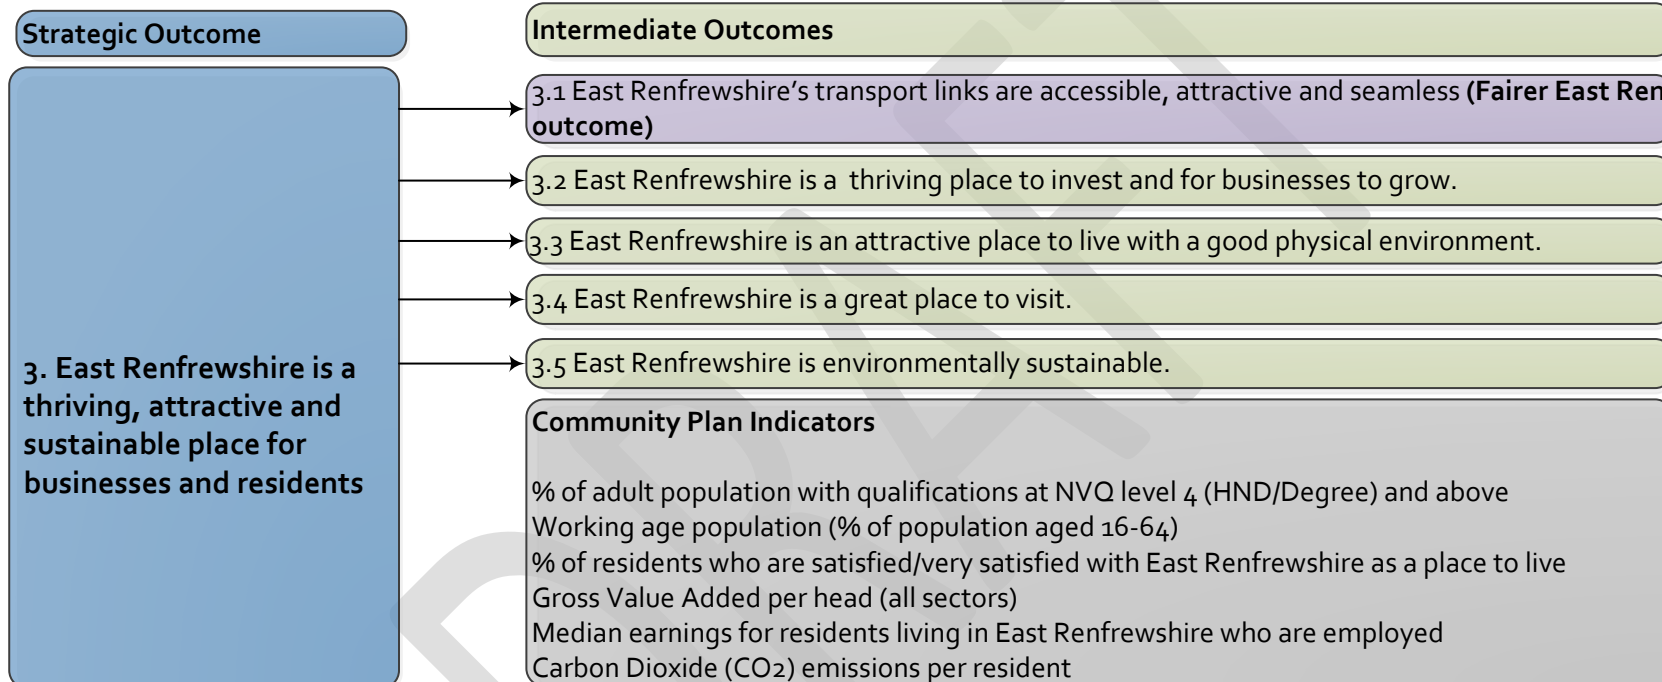 Strategic Outcome
Intermediate Outcomes
3. East Renfrewshire is a
thriving, attractive and
sustainable place for
businesses and residents
3.1 East Renfrewshire’s transport links are accessible, attractive and seamless (Fairer East Ren
outcome)
3.2 East Renfrewshire is a  thriving place to invest and for businesses to grow.
3.3 East Renfrewshire is an attractive place to live with a good physical environment.
3.4 East Renfrewshire is a great place to visit.
3.5 East Renfrewshire is environmentally sustainable.
Community Plan Indicators
% of adult population with qualifications at NVQ level 4 (HND/Degree) and above
Working age population (% of population aged 16-64)
% of residents who are satisfied/very satisfied with East Renfrewshire as a place to live
Gross Value Added per head (all sectors)
Median earnings for residents living in East Renfrewshire who are employed
Carbon Dioxide (CO2) emissions per resident
DRAFT